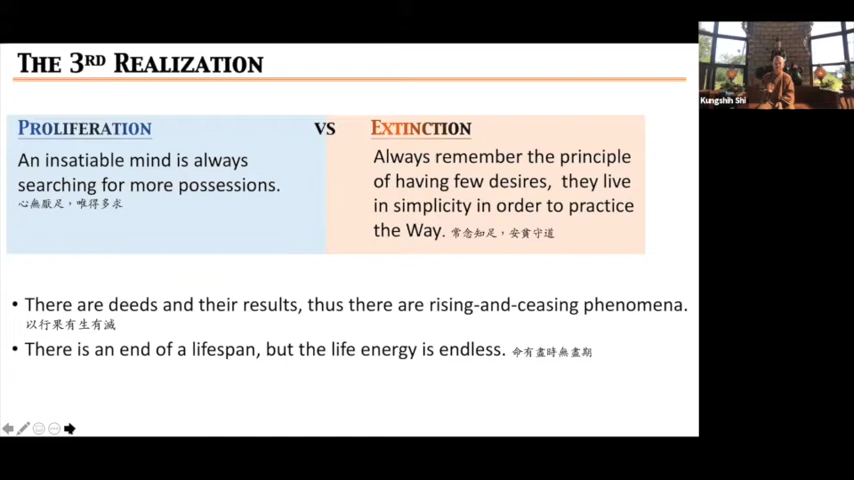 THE 3RD REALIZATION
PROLIFERATION VS EXTINCTION
An insatiable mind is always
searching for more possessions.
心無厭足，唯得多求
Always remember the principle
of having few desires, they live
in simplicity in order to practice
the Way. 常念知足，安貧守道
• There are deeds and their results, thus there are rising-and-ceasing phenomena.
以行果有生有滅
• There is an end of a lifespan, but the life energy is endless. 命有盡時無盡期
Kungshih Shi